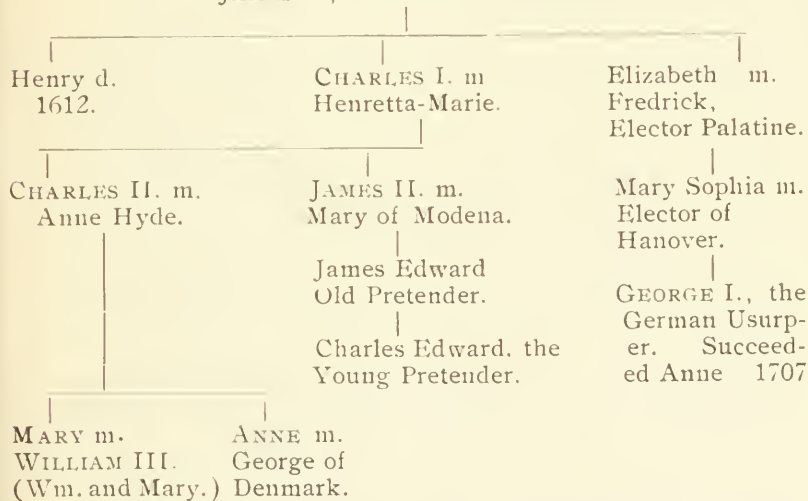 Henry d.
1612.
CHARLES I. m
Henretta-Marie.
Elizabeth m.
Fredrick,
Elector Palatine.
CHARLES II. m.
Anne Hyde.
JAMES II. m.
Mary of Modena.
Mary Sophia m.
Elector of
Hanover.
James Edward
Old Pretender.
GEORGE I., the
German Usurp-
er. Succeed-
ed Anne 1707
Charles Edward, the
Young Pretender.
MARY m.
WILLIAM III.
(Wm. and Mary.)
ANNE m.
George of
Denmark.